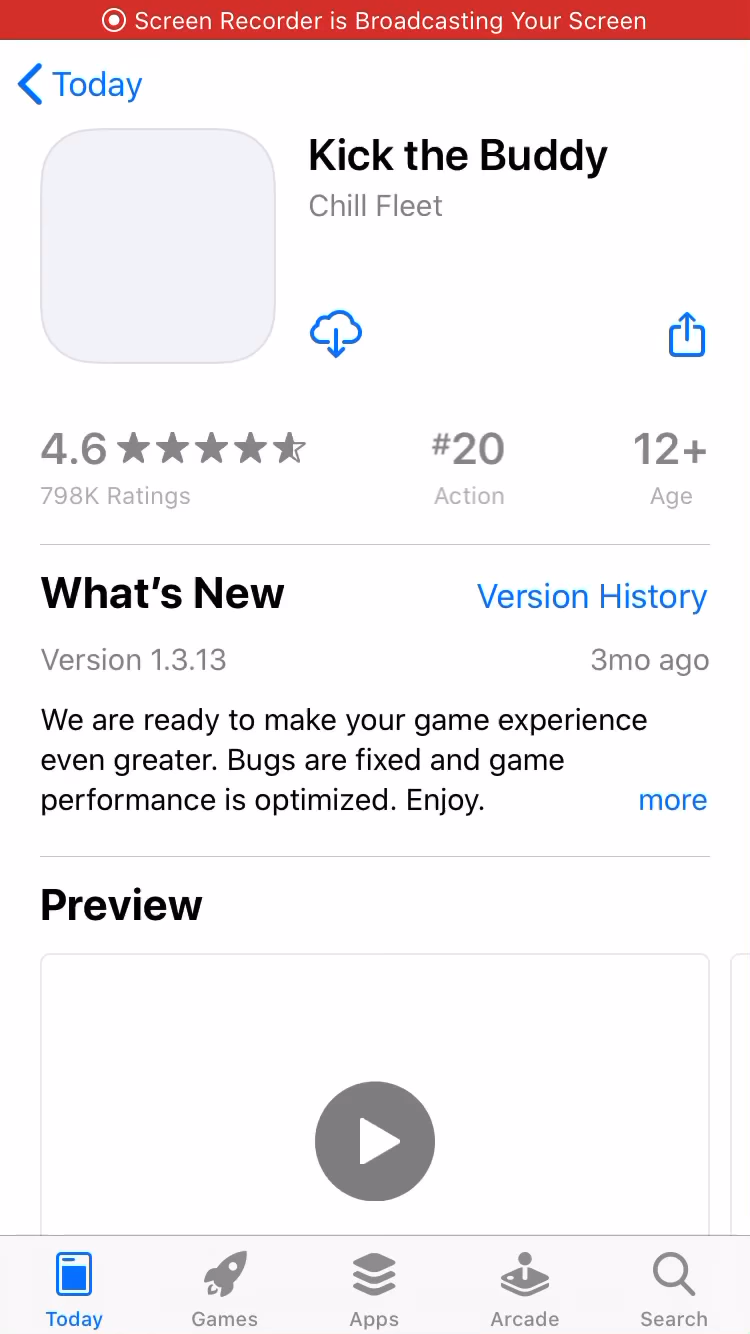 Screen Recorder is Broadcasting Your Screen
Today
Kick the Buddy
Chill Fleet
4.6
#20
12+
798K Ratings
Action
Age
What's New
Version History
Version 1.3.13
3mo ago
We are ready to make your game experience
even greater. Bugs are fixed and game
performance is optimized. Enjoy.
more
Preview
Today
Games
Apps
Arcade
Search